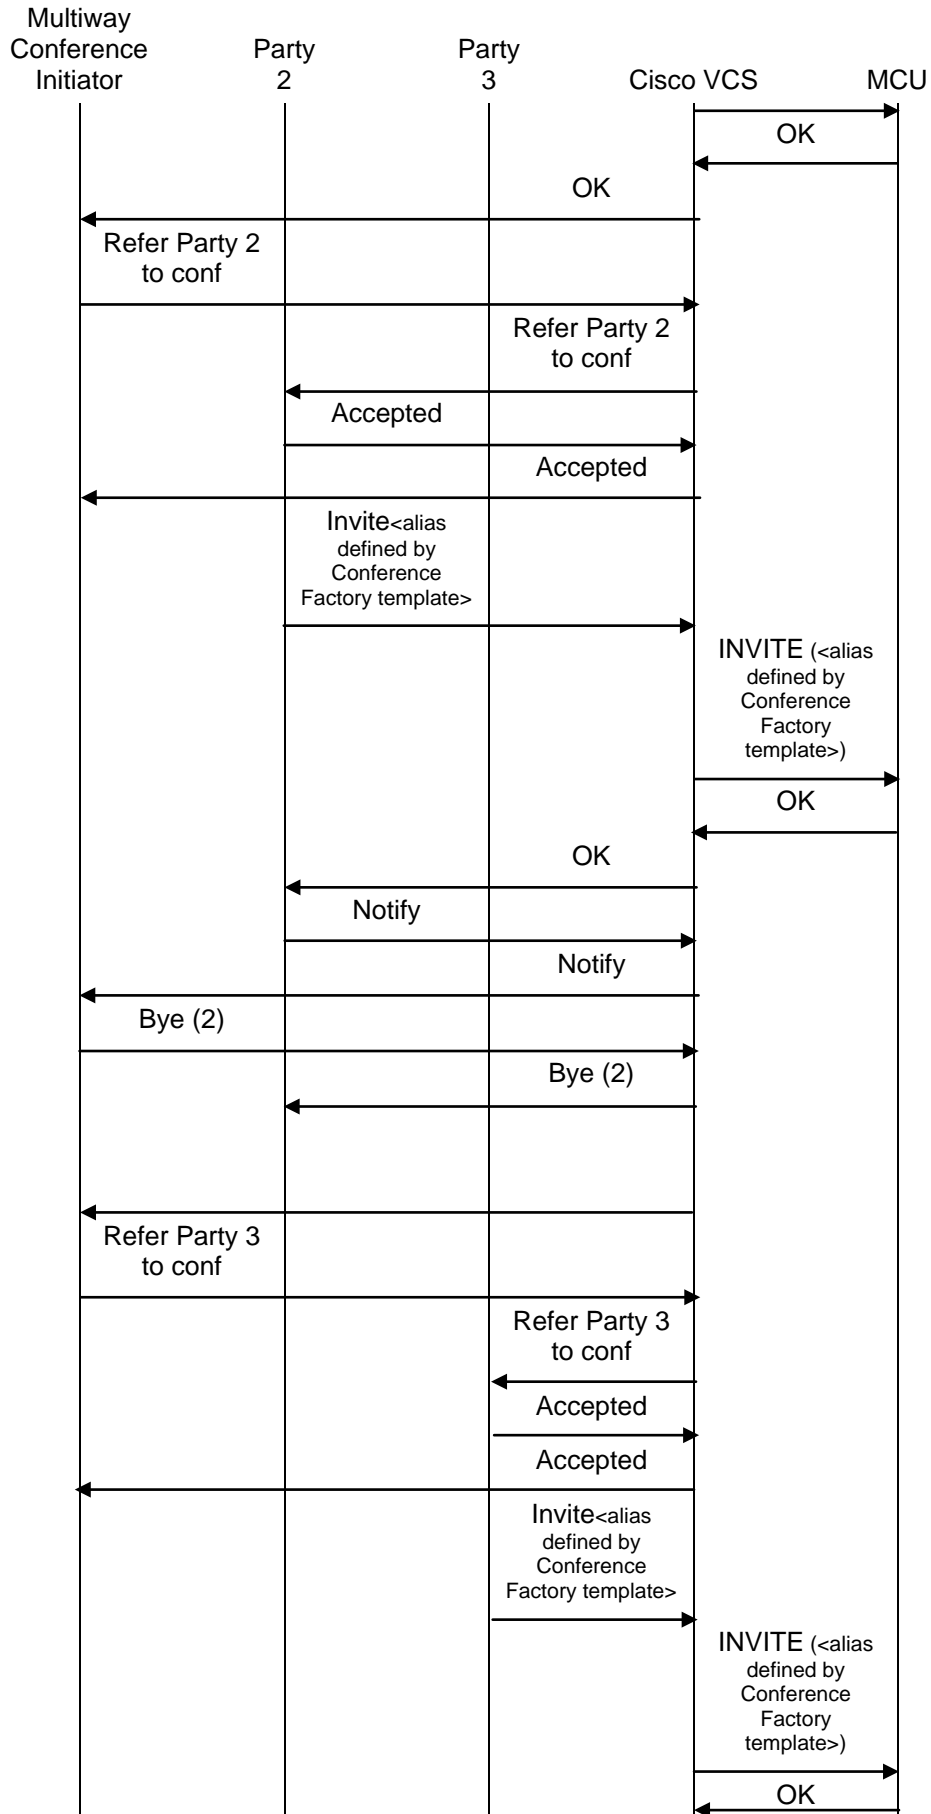 Multiway
Conference
Initiator
Party
2
Party
3
Cisco VCS
MCU
OK
OK
Refer Party 2
to conf
Refer Party 2
to conf
Accepted
Accepted
Invite<alias
defined by
Conference
Factory template>
INVITE (<alias
defined by
Conference
Factory
template>)
OK
OK
Notify
Notify
Bye (2)
Bye (2)
Refer Party 3
to conf
Refer Party 3
to conf
Accepted
Accepted
Invite<alias
defined by
Conference
Factory template>
INVITE (<alias
defined by
Conference
Factory
template>)
OK